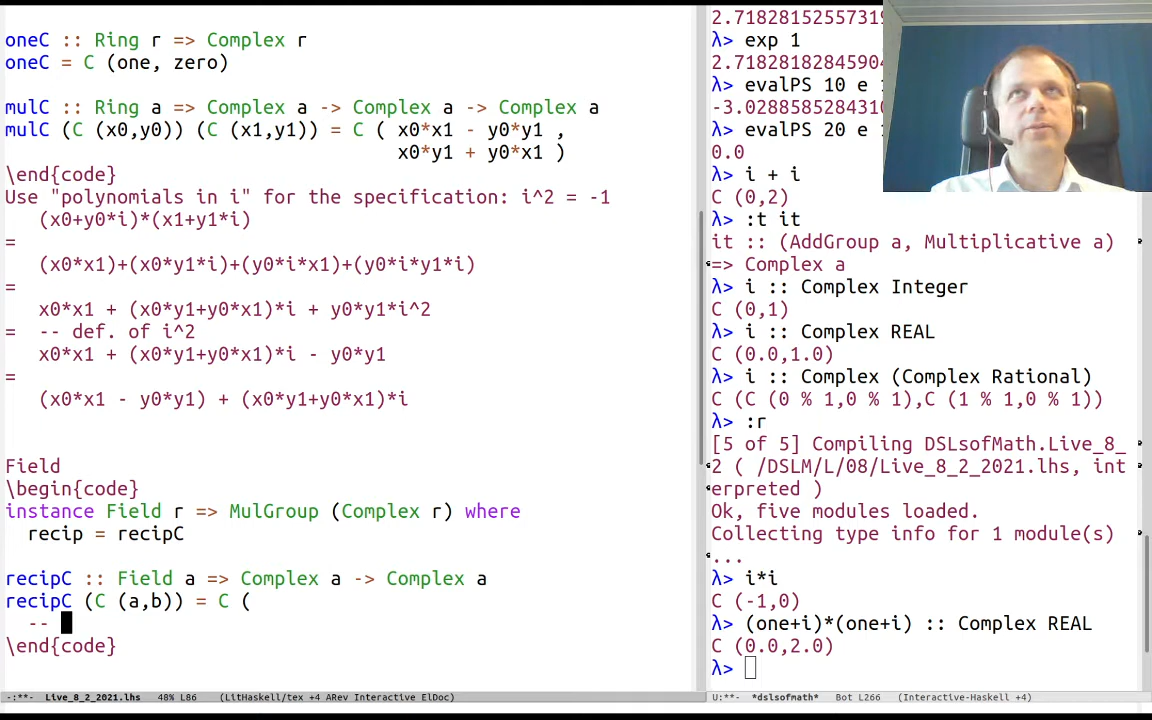 oneC :: Ring r => Complex r
oneC = C (one, zero)
mulC :: Ring a => Complex a -> Complex a -> Complex a
mulC (C (x0,y0)) (C (x1,y1)) = C ( x0*x1 - y0*y1 ,
x0*y1 + y0*x1 )
\end{code}
Use "polynomials in i" for the specification: i^2 = -1
(x0+y0*i)*(x1+y1*i)
=
(x0*x1)+(x0*y1*i)+(y0*i*x1)+(y0*i*y1*i)
=
x0*x1 + (x0*y1+y0*x1)*i + y0*y1*i^2
= -- def. of i^2
x0*x1 + (x0*y1+y0*x1)*i - y0*y1
=
(x0*x1 - y0*y1) + (x0*y1+y0*x1)*i
Field
\begin{code}
instance Field r => MulGroup (Complex r) where
recip = recipC
recipC :: Field a => Complex a -> Complex a
recipC (C (a,b)) = C (
--
\end{code}
-:**- Live_8_2_2021.lhs 48% L86 (LitHaskell/tex +4 ARev Interactive ElDoc)
2.7182815255731
λ> exp 1
2.7182818284590
λ> evalPS 10 e
-3.028858528431
λ> evalPS 20 e
0.0
λ> i + i
C (0,2)
λ> :t it
it :: (AddGroup a, Multiplicative a)
=> Complex a
λ> i :: Complex Integer
C (0,1)
λ> i :: Complex REAL
C (0.0,1.0)
λ> i :: Complex (Complex Rational)
C (C (0 % 1,0 % 1),C (1 % 1,0 % 1))
λ> :r
[5 of 5] Compiling DSLsofMath.Live_8_
2 ( /DSLM/L/08/Live_8_2_2021.lhs, int
erpreted )
Ok, five modules loaded.
Collecting type info for 1 module(s)
...
λ> i*i
C (-1,0)
λ> (one+i)*(one+i) :: Complex REAL
C (0.0,2.0)
λ>
U:**- *dslsofmath* Bot L266 (Interactive-Haskell +4)